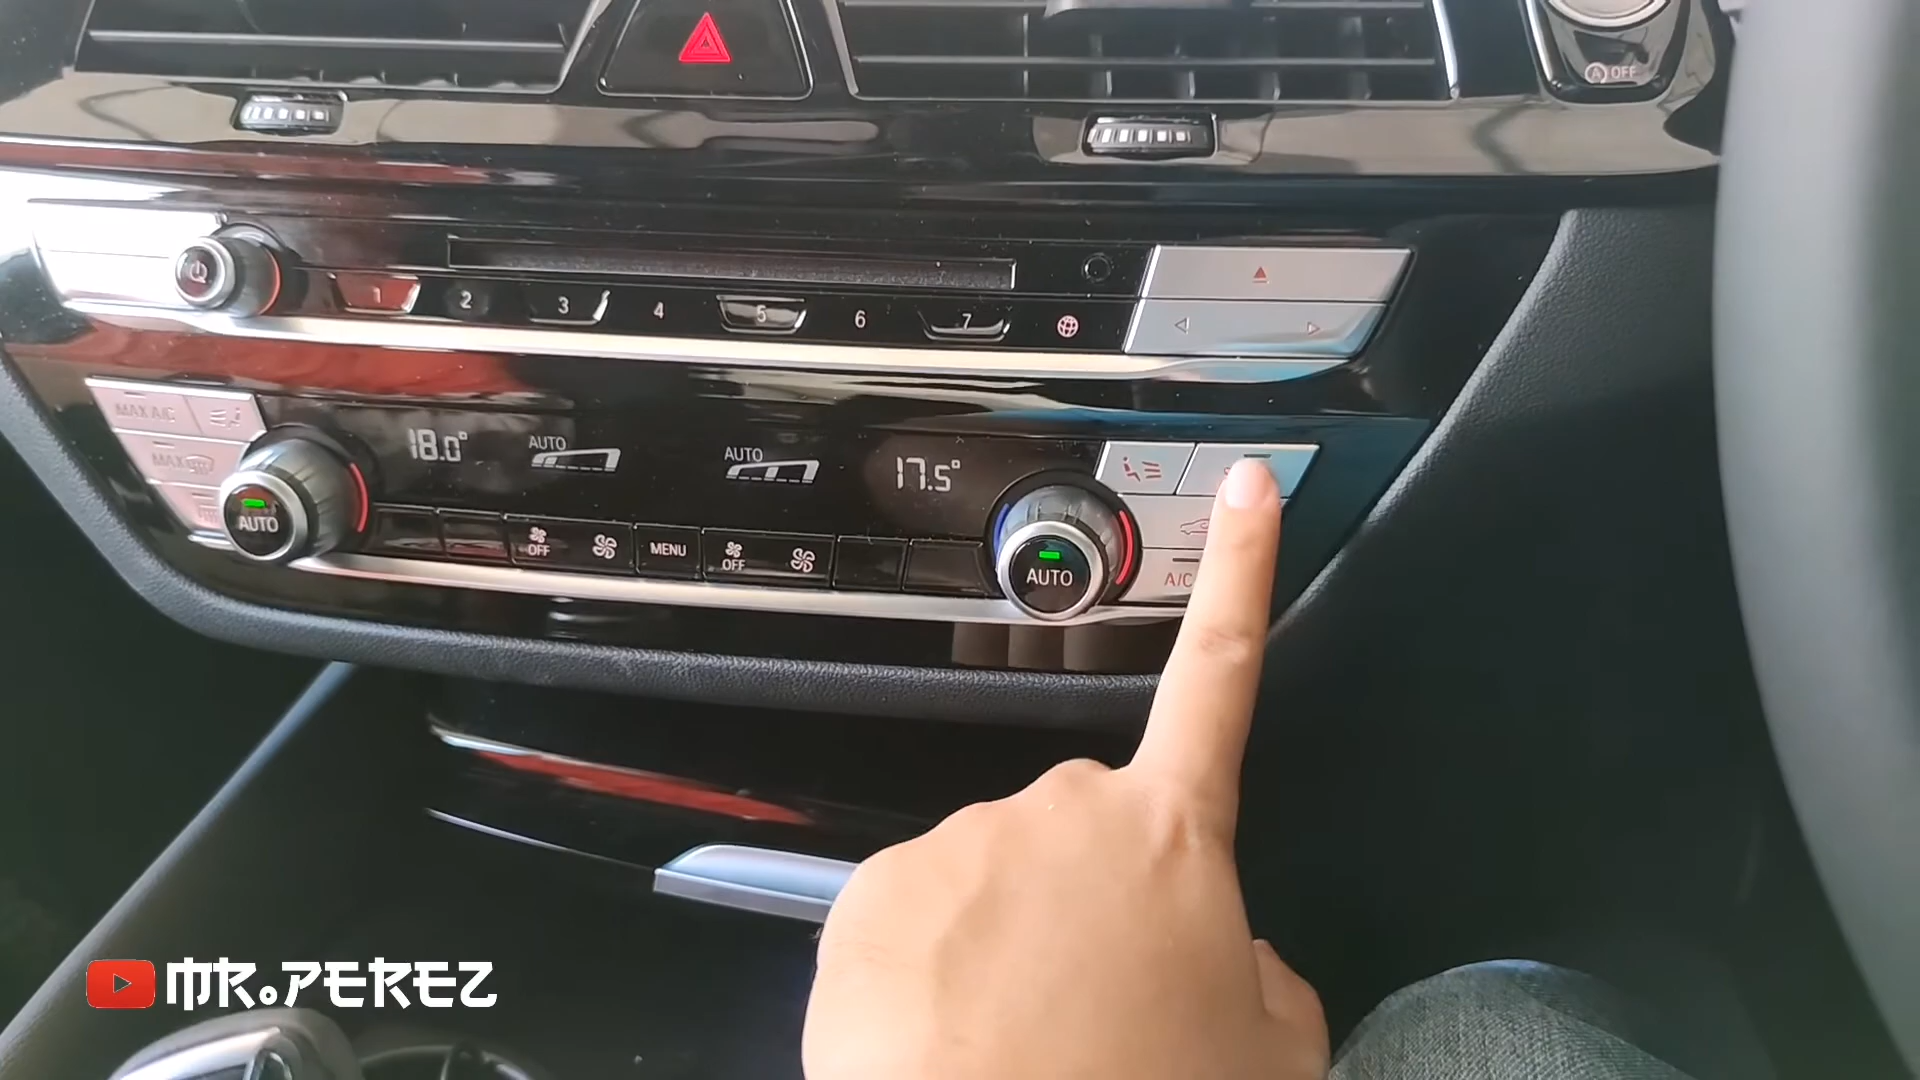 OFF
1 2 3 4 5 6 7
MAX A/C
MAX
18.0°
AUTO
AUTO
17.5°
AUTO
OFF
MENU
OFF
AUTO
A/C
MR.PEREZ